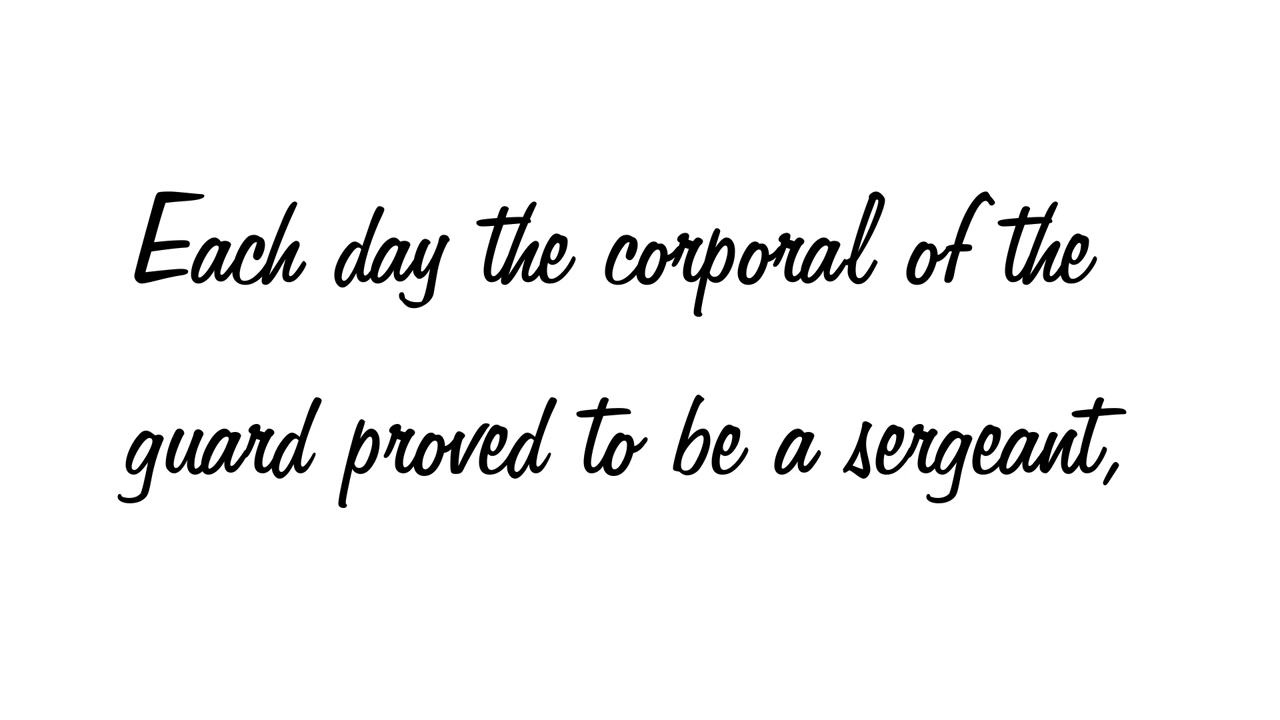 Each day the corporal of the
guard proved to be a sergeant,